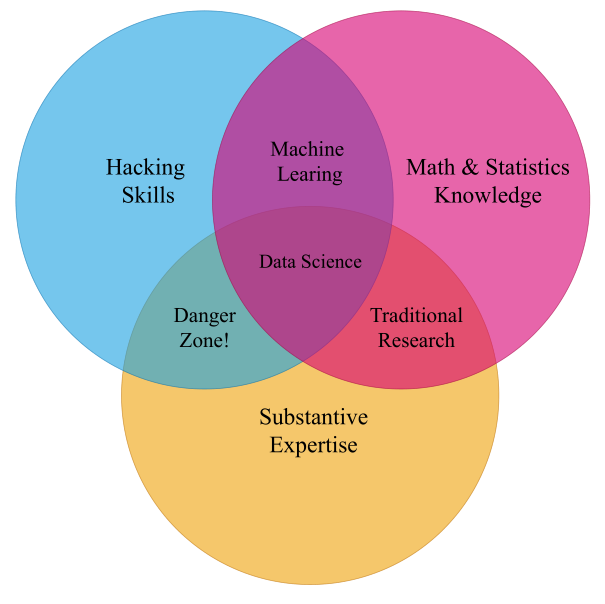 Hacking
Skills
Machine
Learing
Math & Statistics
Knowledge
Data Science
Danger
Zone!
Traditional
Research
Substantive
Expertise